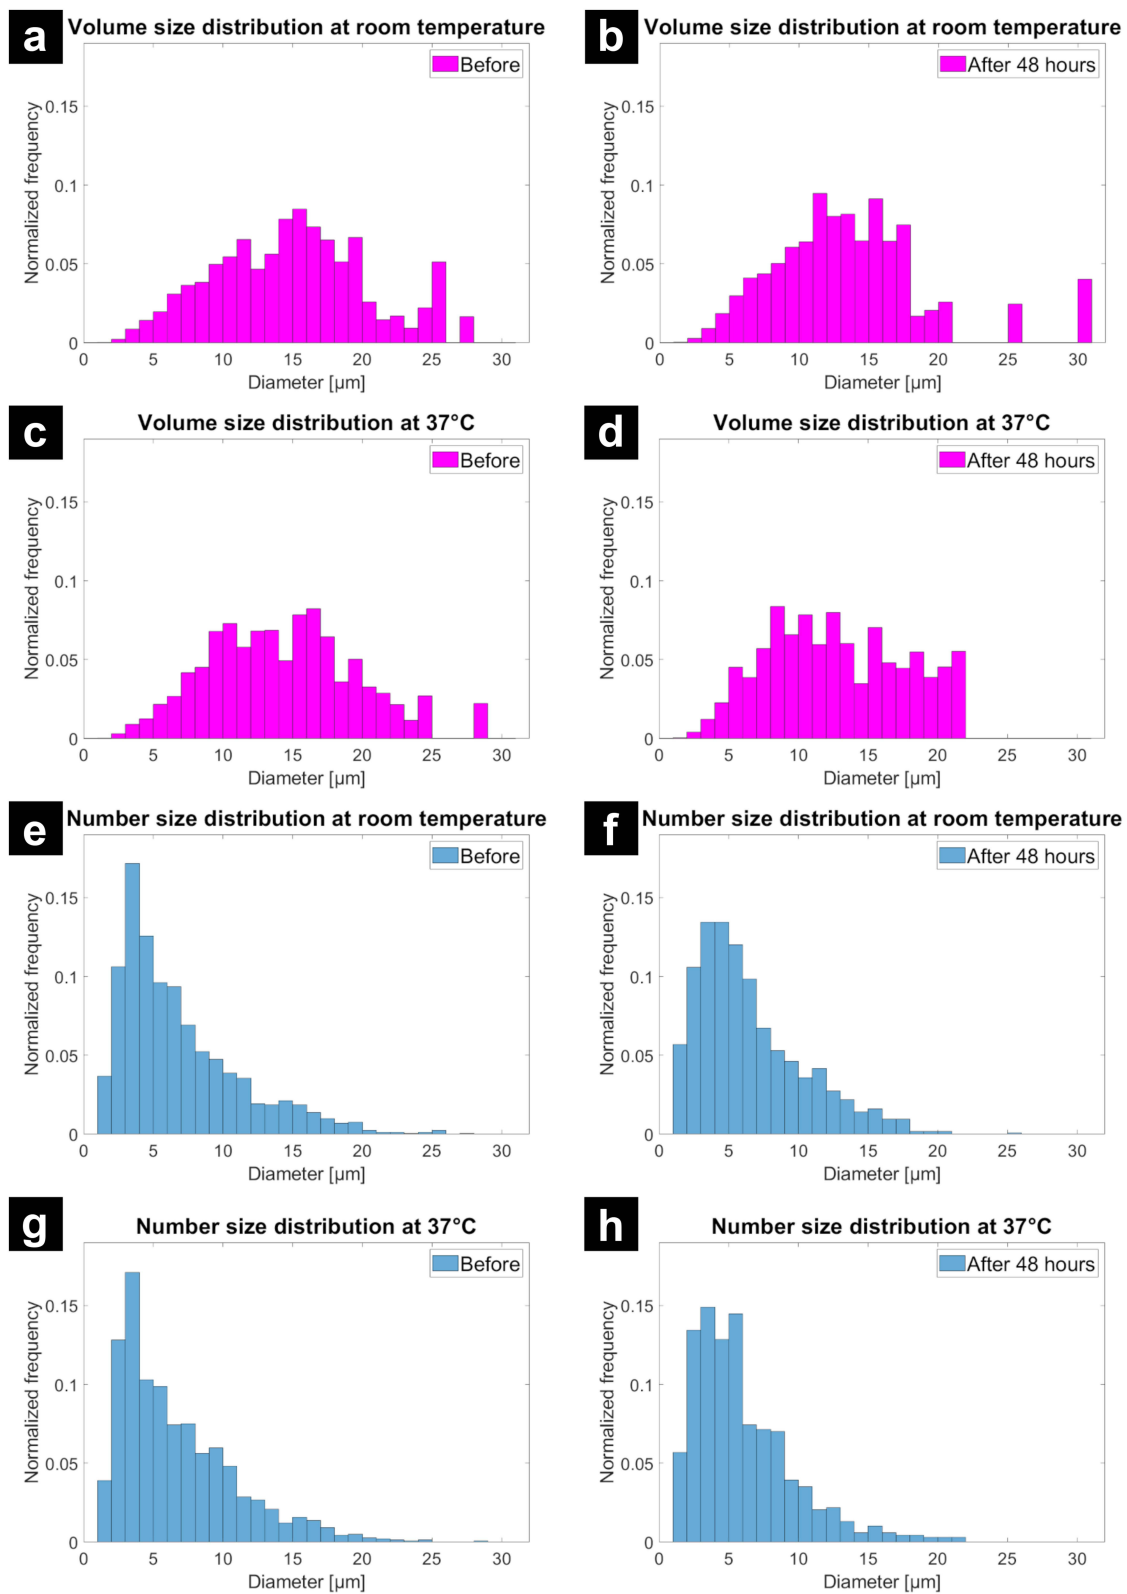 a
Volume size distribution at room temperature
Before
Normalized frequency
0.15
0.1
0.05
0
0 5 10 15 20 25 30
Diameter [µm]
b
Volume size distribution at room temperature
After 48 hours
Normalized frequency
0.15
0.1
0.05
0
0 5 10 15 20 25 30
Diameter [µm]
c
Volume size distribution at 37°C
Before
Normalized frequency
0.15
0.1
0.05
0
0 5 10 15 20 25 30
Diameter [µm]
d
Volume size distribution at 37°C
After 48 hours
Normalized frequency
0.15
0.1
0.05
0
0 5 10 15 20 25 30
Diameter [µm]
e
Number size distribution at room temperature
Before
Normalized frequency
0.15
0.1
0.05
0
0 5 10 15 20 25 30
Diameter [µm]
f
Number size distribution at room temperature
After 48 hours
Normalized frequency
0.15
0.1
0.05
0
0 5 10 15 20 25 30
Diameter [µm]
g
Number size distribution at 37°C
Before
Normalized frequency
0.15
0.1
0.05
0
0 5 10 15 20 25 30
Diameter [µm]
h
Number size distribution at 37°C
After 48 hours
Normalized frequency
0.15
0.1
0.05
0
0 5 10 15 20 25 30
Diameter [µm]